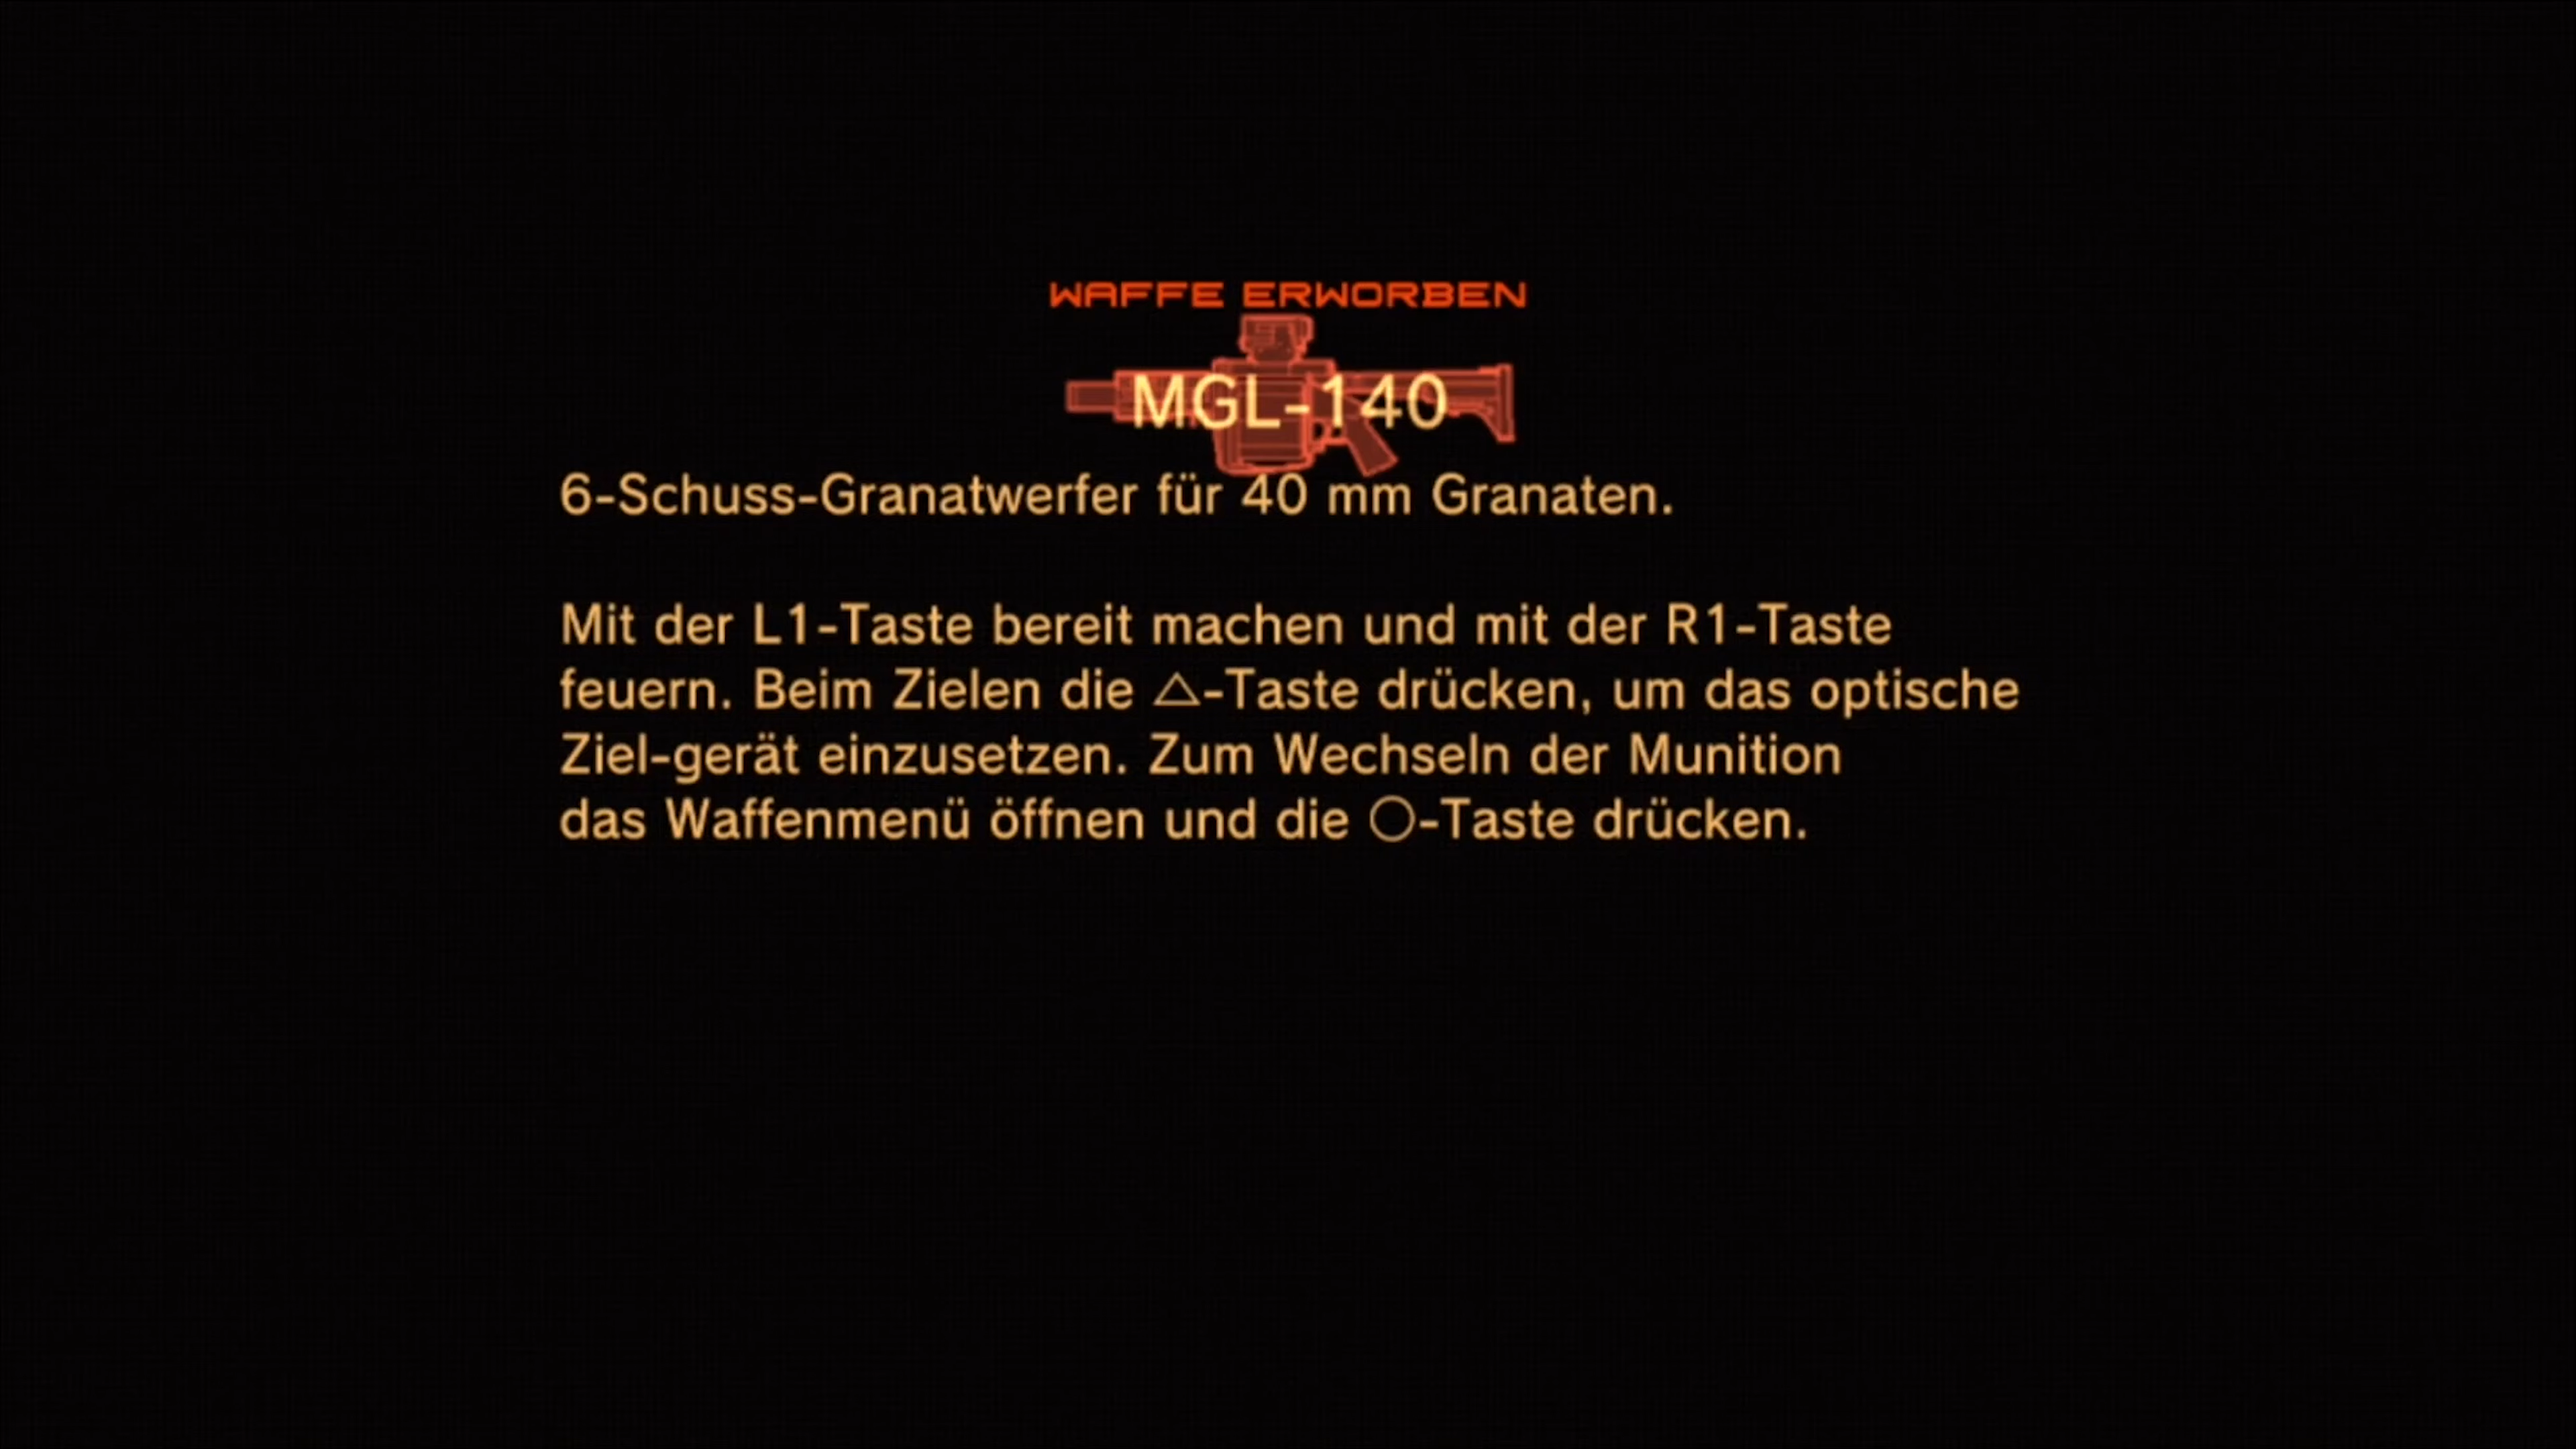 WAFFE ERWORBEN
MGL-140
6-Schuss-Granatwerfer für 40 mm Granaten.
Mit der L1-Taste bereit machen und mit der R1-Taste
feuern. Beim Zielen die △-Taste drücken, um das optische
Ziel-gerät einzusetzen. Zum Wechseln der Munition
das Waffenmenü öffnen und die ○-Taste drücken.